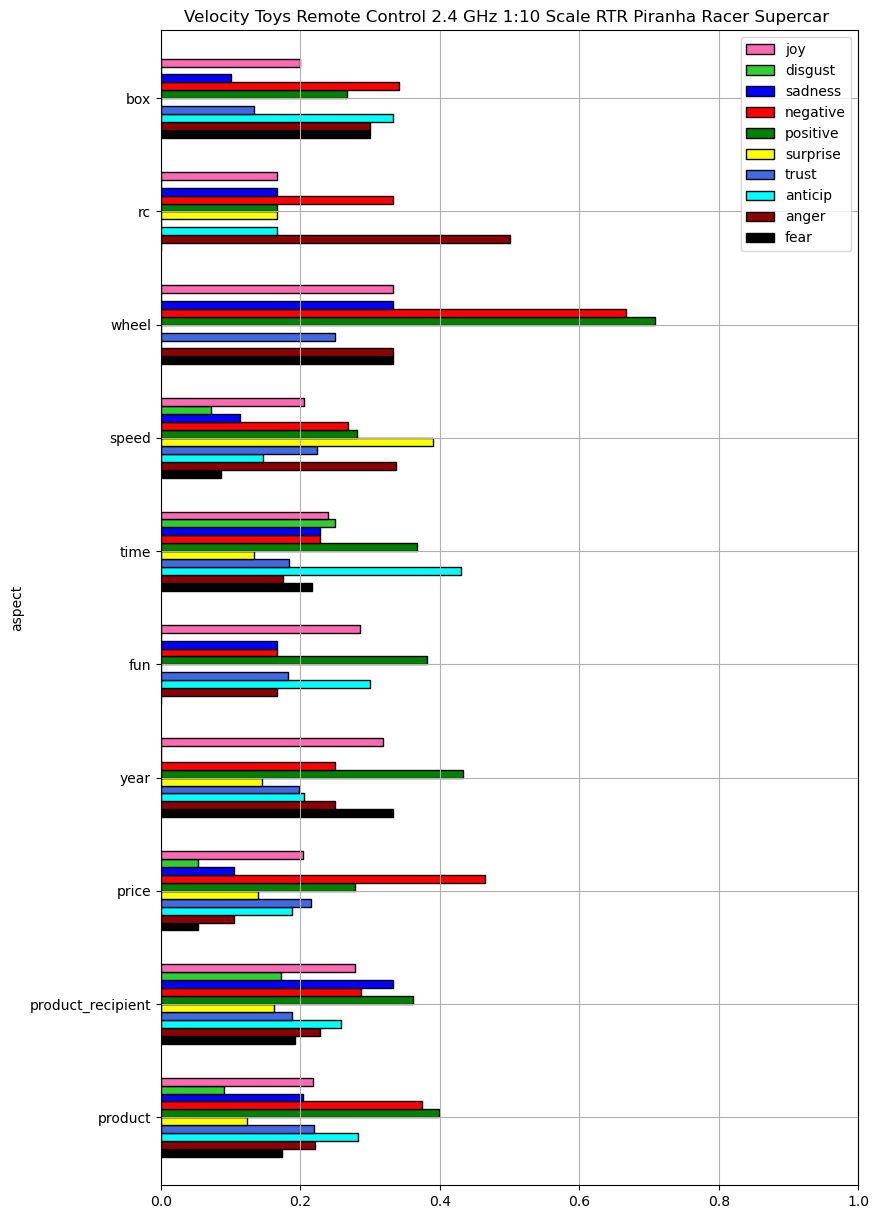 Velocity Toys Remote Control 2.4 GHz 1:10 Scale RTR Piranha Racer Supercar
joy
disgust
sadness
negative
positive
surprise
trust
anticip
anger
fear
box
rc
wheel
speed
time
fun
year
price
product_recipient
product
aspect
0.0 0.2 0.4 0.6 0.8 1.0